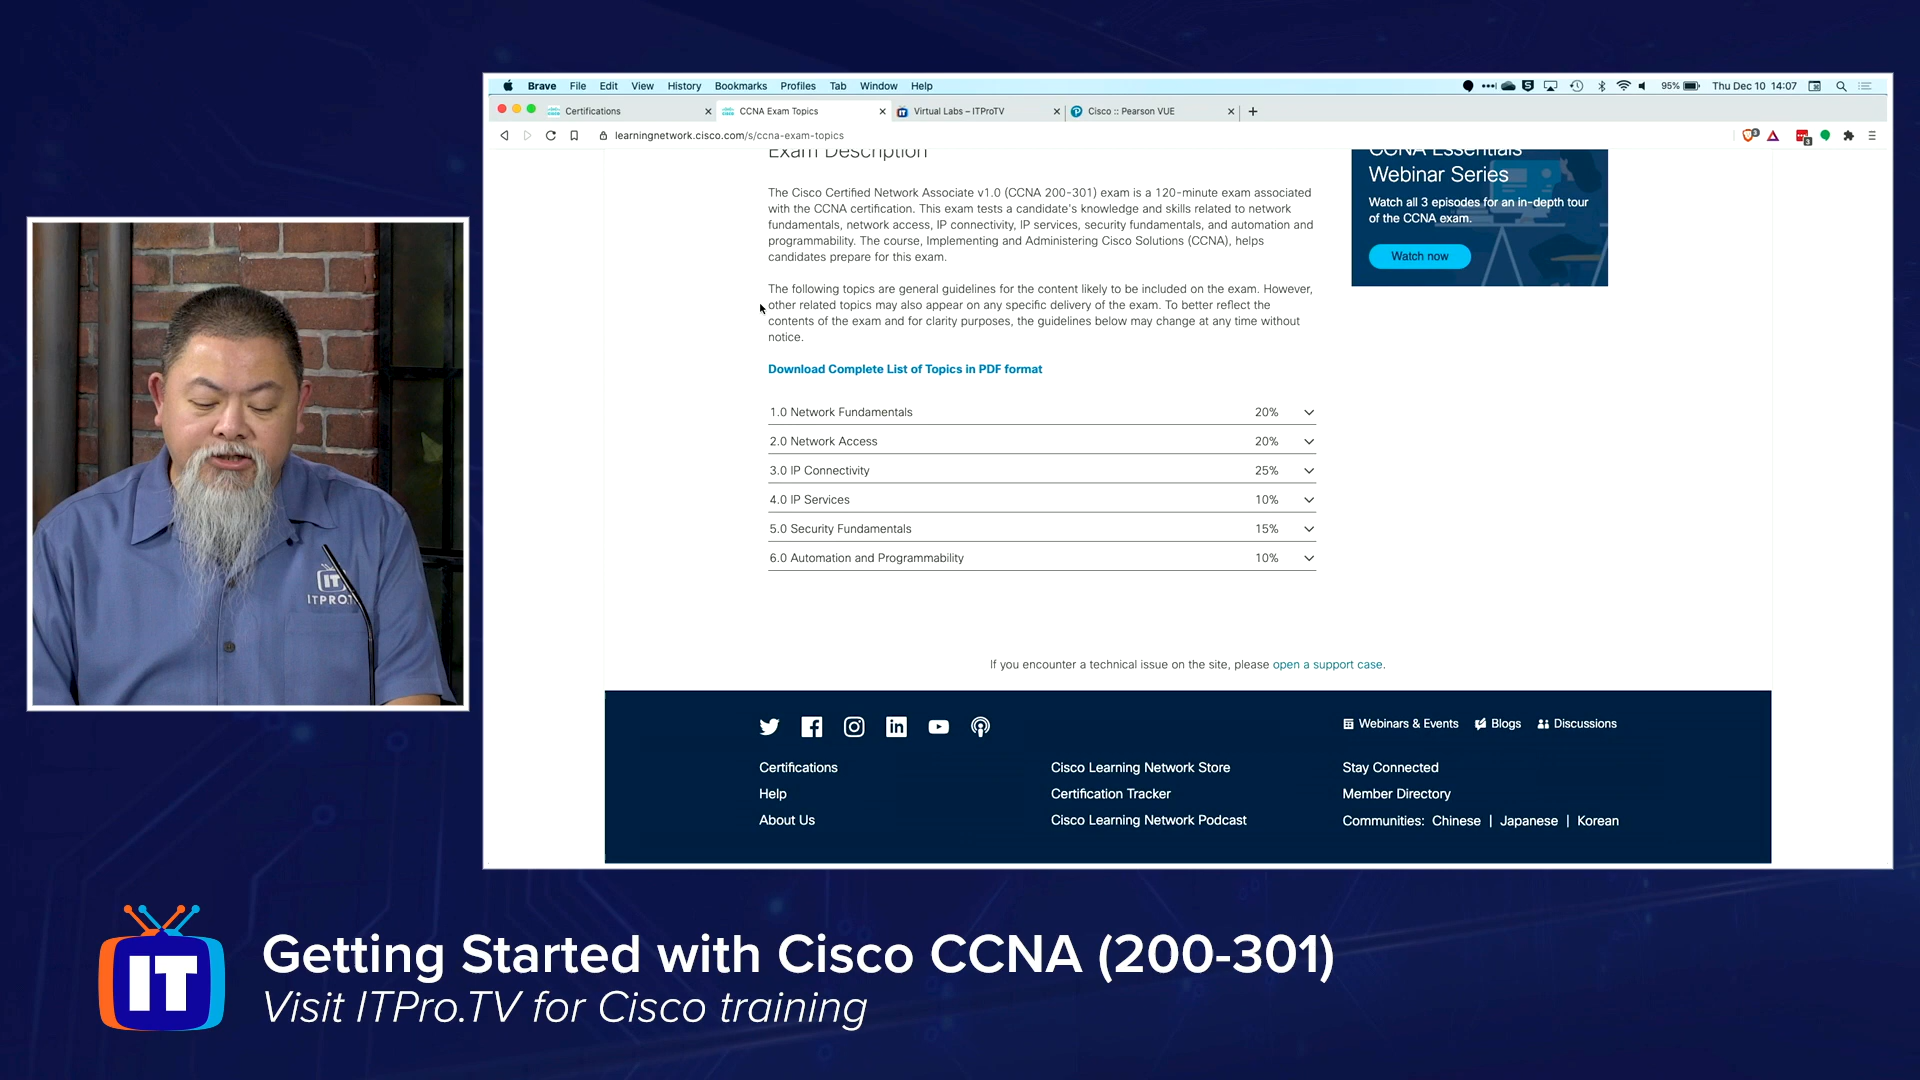 Brave File Edit View History Bookmarks Profiles Tab Window Help
95% Thu Dec 10 14:07
Certifications
CCNA Exam Topics
Virtual Labs – ITProTV
Cisco :: Pearson VUE
learningnetwork.cisco.com/s/ccna-exam-topics
Exam Description
The Cisco Certified Network Associate v1.0 (CCNA 200-301) exam is a 120-minute exam associated
with the CCNA certification. This exam tests a candidate's knowledge and skills related to network
fundamentals, network access, IP connectivity, IP services, security fundamentals, and automation and
programmability. The course, Implementing and Administering Cisco Solutions (CCNA), helps
candidates prepare for this exam.
The following topics are general guidelines for the content likely to be included on the exam. However,
other related topics may also appear on any specific delivery of the exam. To better reflect the
contents of the exam and for clarity purposes, the guidelines below may change at any time without
notice.
Download Complete List of Topics in PDF format
1.0 Network Fundamentals 20%
2.0 Network Access 20%
3.0 IP Connectivity 25%
4.0 IP Services 10%
5.0 Security Fundamentals 15%
6.0 Automation and Programmability 10%
CCNA Essentials
Webinar Series
Watch all 3 episodes for an in-depth tour
of the CCNA exam.
Watch now
If you encounter a technical issue on the site, please open a support case.
Webinars & Events Blogs Discussions
Certifications
Help
About Us
Cisco Learning Network Store
Certification Tracker
Cisco Learning Network Podcast
Stay Connected
Member Directory
Communities: Chinese | Japanese | Korean
IT
ITPRO.T
IT
Getting Started with Cisco CCNA (200-301)
Visit ITPro.TV for Cisco training